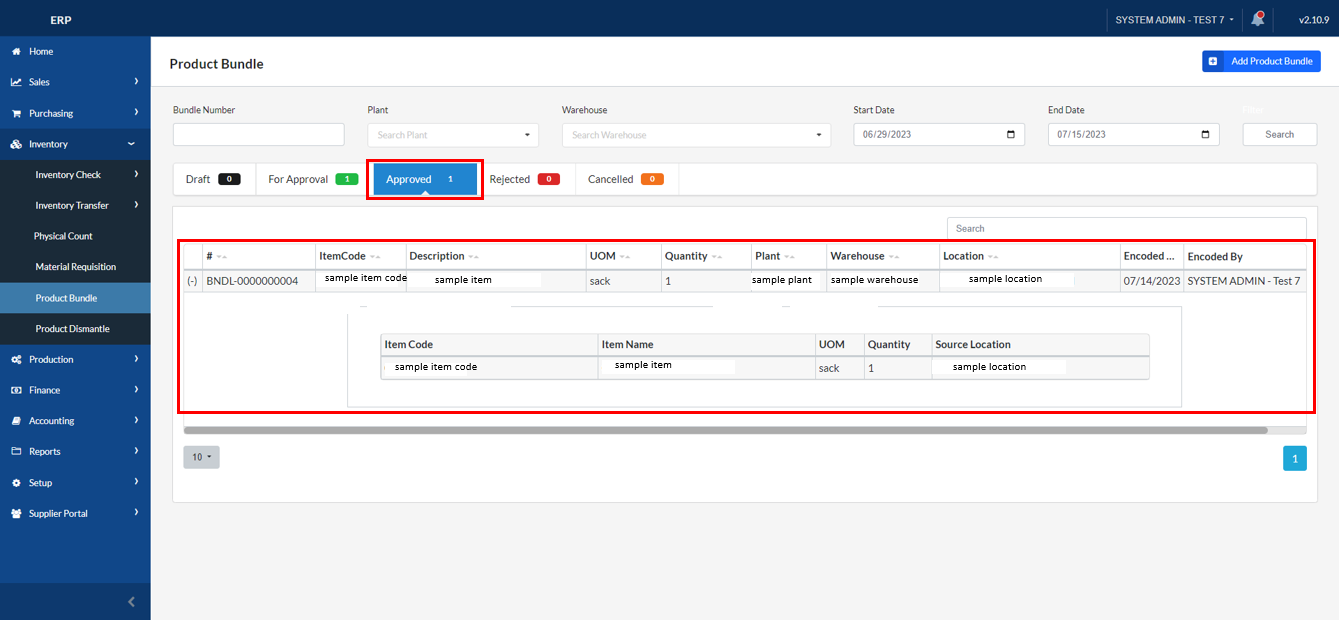 ERP
SYSTEM ADMIN - TEST 7
v2.10.9
Home
Sales
Purchasing
Inventory
Inventory Check
Inventory Transfer
Physical Count
Material Requisition
Product Bundle
Product Dismantle
Production
Finance
Accounting
Reports
Setup
Supplier Portal
Product Bundle
Add Product Bundle
Bundle Number Plant Warehouse Start Date End Date Filter
Search Plant Search Warehouse 06/29/2023 07/15/2023 Search
Draft 0 For Approval 1 Approved 1 Rejected 0 Cancelled 0
Search
# ItemCode Description UOM Quantity Plant Warehouse Location Encoded ... Encoded By
(-) BNDL-0000000004 sample item code sample item sack 1 sample plant sample warehouse sample location 07/14/2023 SYSTEM ADMIN - Test 7
Item Code Item Name UOM Quantity Source Location
sample item code sample item sack 1 sample location
10
1